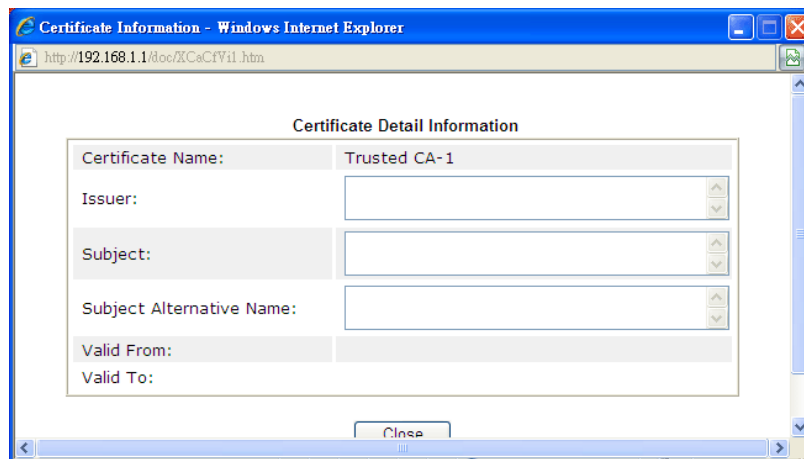 Certificate Information - Windows Internet Explorer
http://192.168.1.1/doc/XCaCfVi1.htm
Certificate Detail Information
Certificate Name: Trusted CA-1
Issuer:
Subject:
Subject Alternative Name:
Valid From:
Valid To:
Close